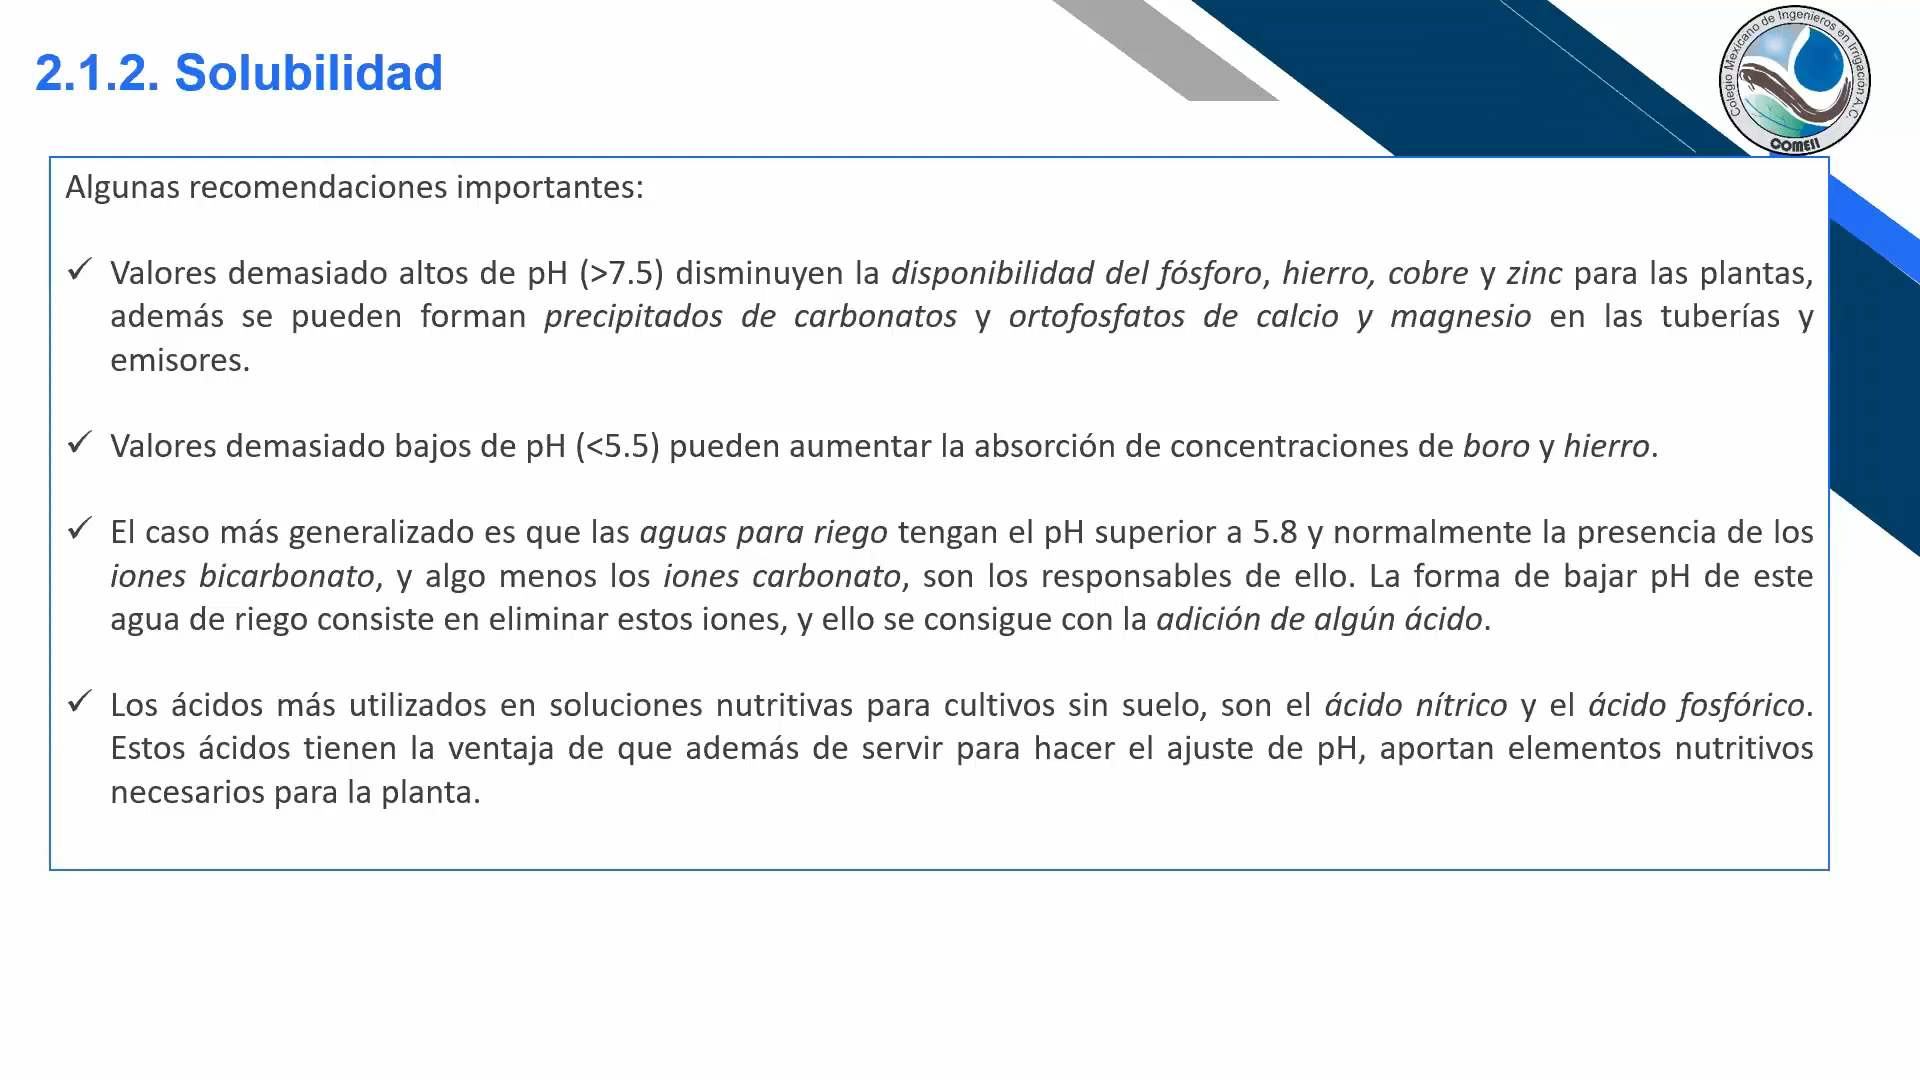 2.1.2. Solubilidad
Colegio Mexicano de Ingenieros en Irrigación A.C.
COMEII
Algunas recomendaciones importantes:
✓ Valores demasiado altos de pH (>7.5) disminuyen la disponibilidad del fósforo, hierro, cobre y zinc para las plantas,
además se pueden forman precipitados de carbonatos y ortofosfatos de calcio y magnesio en las tuberías y
emisores.
✓ Valores demasiado bajos de pH (<5.5) pueden aumentar la absorción de concentraciones de boro y hierro.
✓ El caso más generalizado es que las aguas para riego tengan el pH superior a 5.8 y normalmente la presencia de los
iones bicarbonato, y algo menos los iones carbonato, son los responsables de ello. La forma de bajar pH de este
agua de riego consiste en eliminar estos iones, y ello se consigue con la adición de algún ácido.
✓ Los ácidos más utilizados en soluciones nutritivas para cultivos sin suelo, son el ácido nítrico y el ácido fosfórico.
Estos ácidos tienen la ventaja de que además de servir para hacer el ajuste de pH, aportan elementos nutritivos
necesarios para la planta.